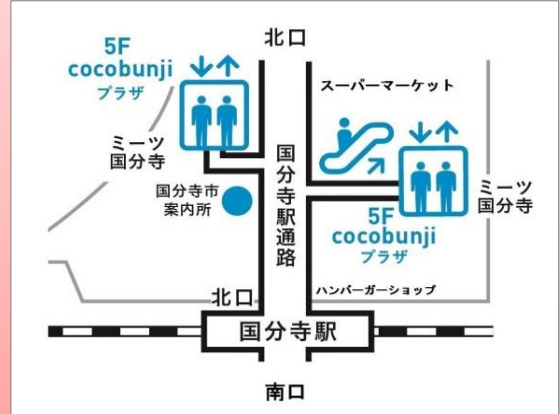 北口
5F
cocobunji
プラザ
スーパーマーケット
ミーツ
国分寺
国分寺市
案内所
国分寺駅通路
ミーツ
国分寺
5F
cocobunji
プラザ
北口
ハンバーガーショップ
国分寺駅
南口